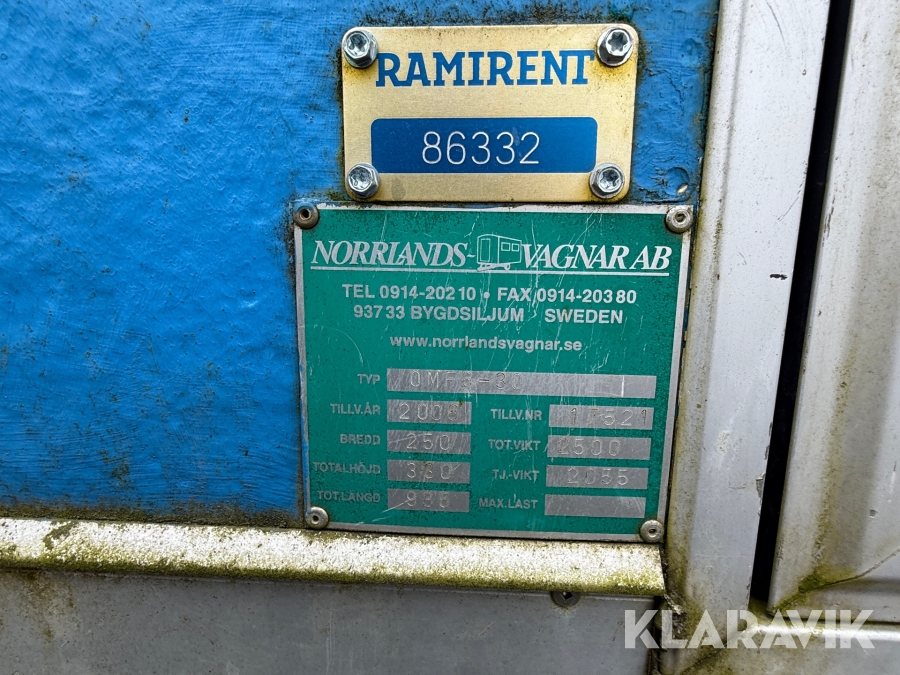 RAMIRENT
86332
NORRLANDS-VAGNAR AB
TEL 0914-202 10 • FAX 0914-203 80
937 33 BYGDSILJUM SWEDEN
www.norrlandsvagnar.se
TYP
TILLV.ÅR TILLV.NR
BREDD 250 TOT.VIKT 2500
TOTALHÖJD 330 TJ.-VIKT 2055
TOT.LÄNGD MAX.LAST
KLARAVIK